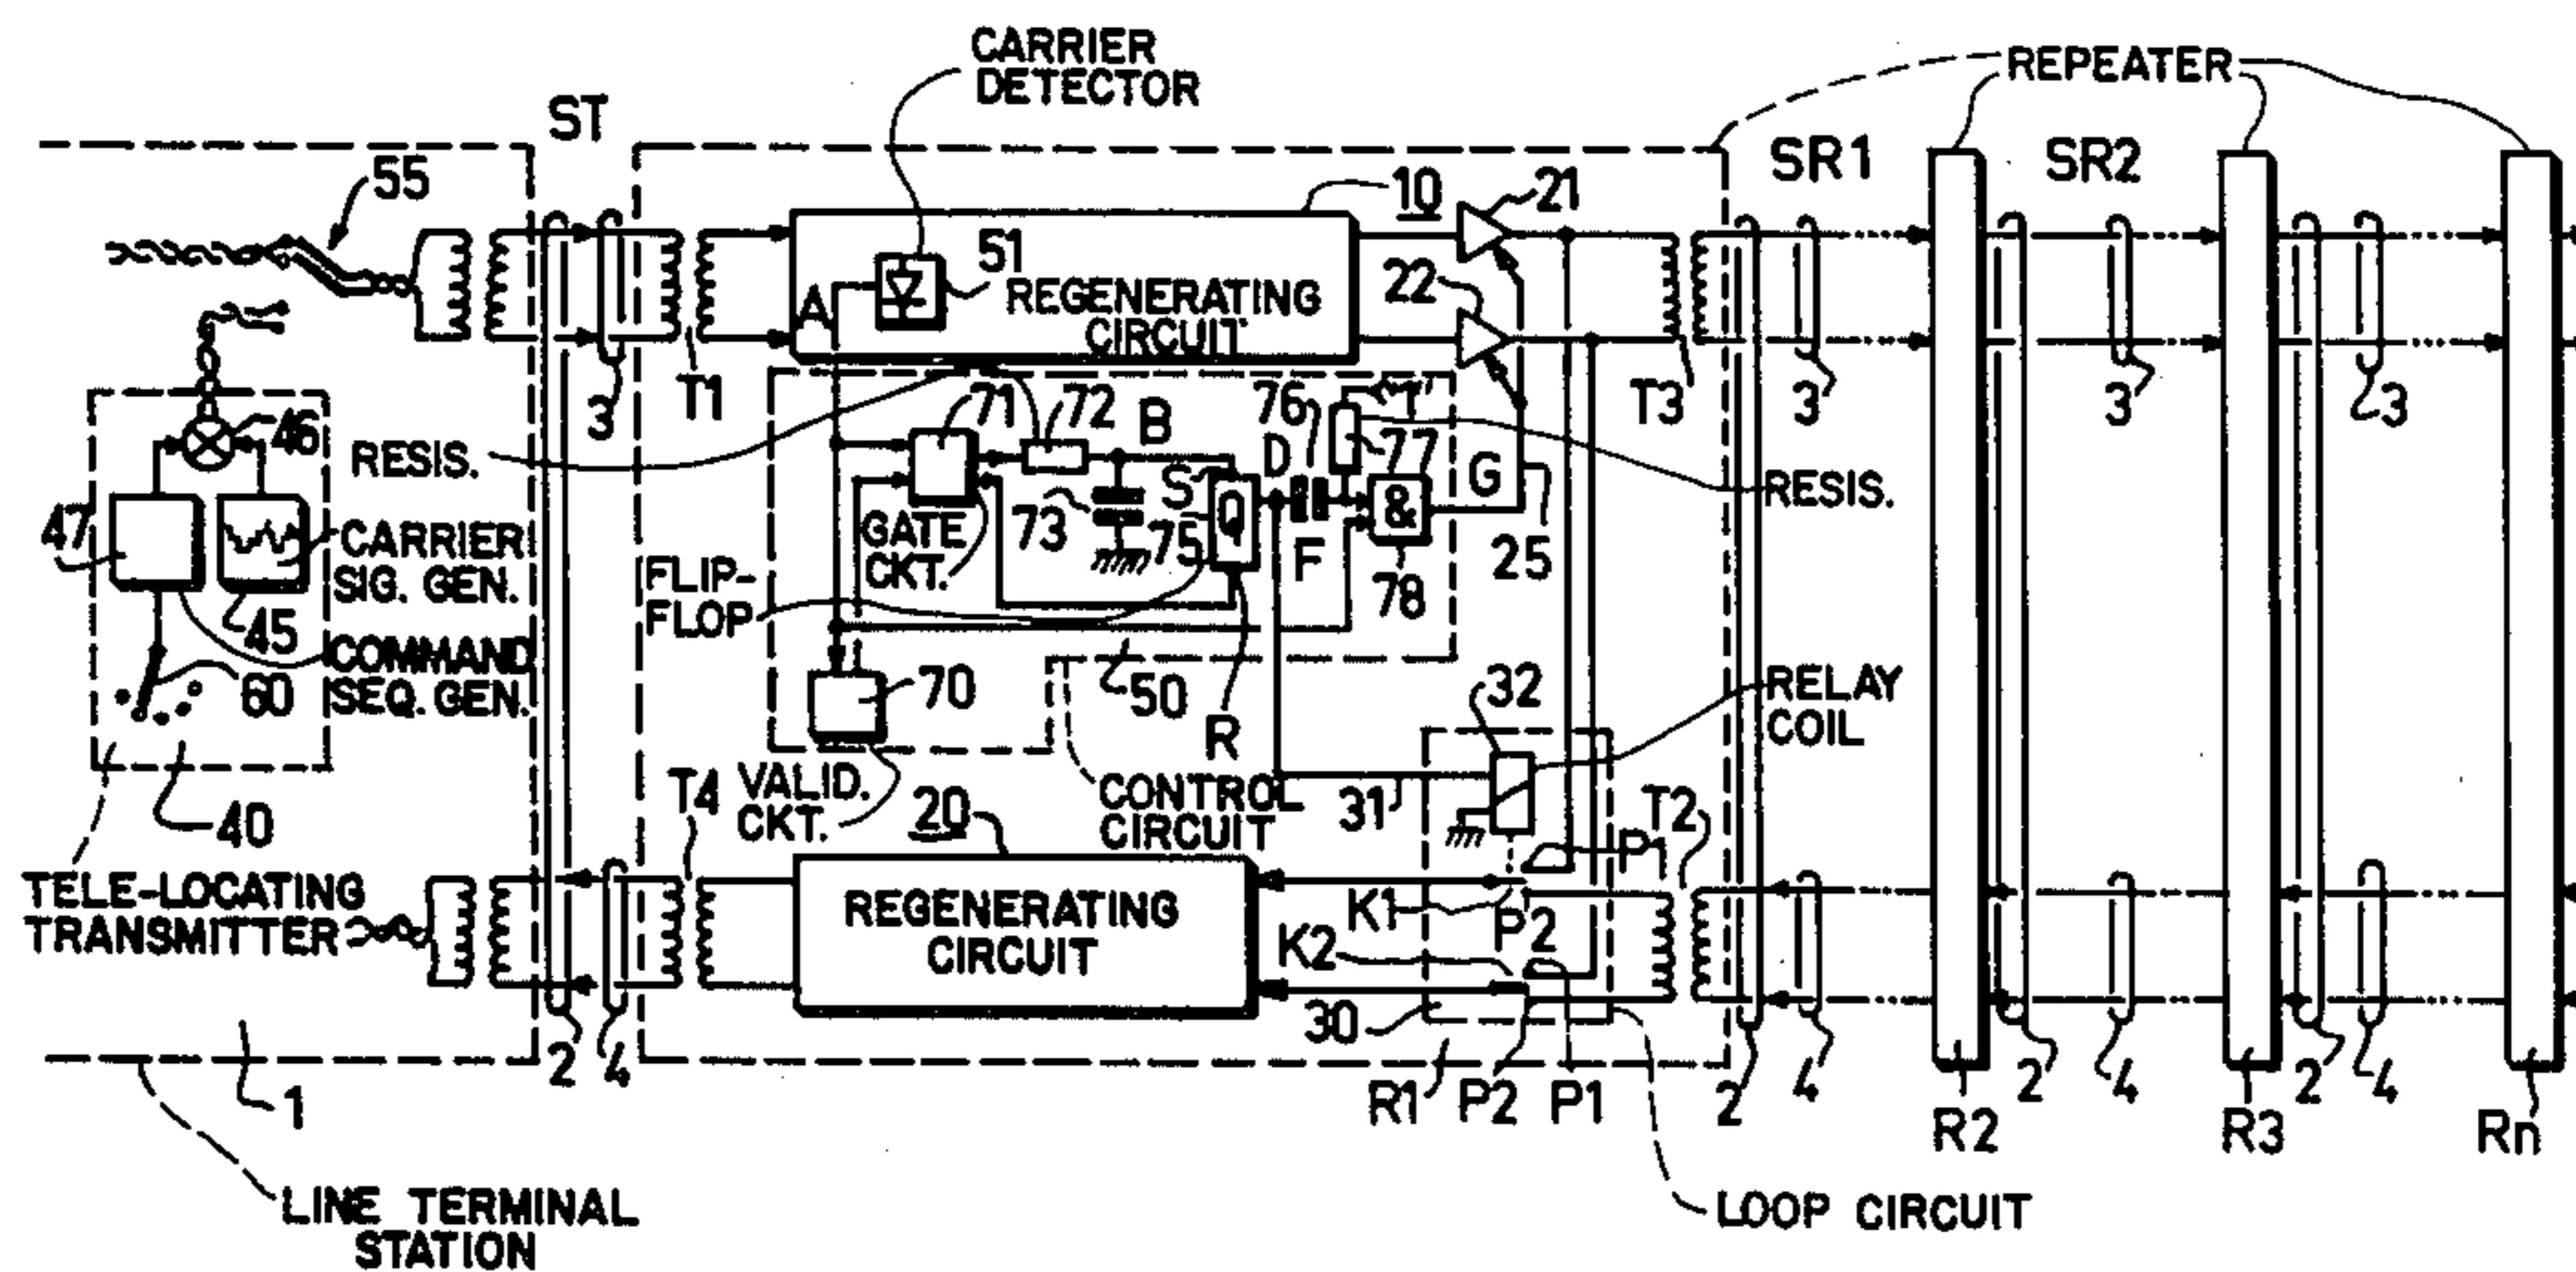 CARRIER
DETECTOR
REPEATER
ST
55
10
21
SR1
SR2
51
REGENERATING
CIRCUIT
A
22
T1
3
T3
3
3
3
46
RESIS.
71
72
B
76
"1"
77
D
S
G
RESIS.
47
CARRIER
SIG. GEN.
GATE
CKT.
73
75
Q
F
&
78
25
FLIP-
FLOP
45
COMMAND
SEQ. GEN.
60
70
50
R
32
RELAY
COIL
40
VALID.
CKT.
CONTROL
CIRCUIT
31
T4
20
T2
P1
TELE-LOCATING
TRANSMITTER
REGENERATING
CIRCUIT
K1
P2
K2
30
1
2
4
R1
P2
P1
2
4
R2
2
4
R3
2
4
Rn
LINE TERMINAL
STATION
LOOP CIRCUIT